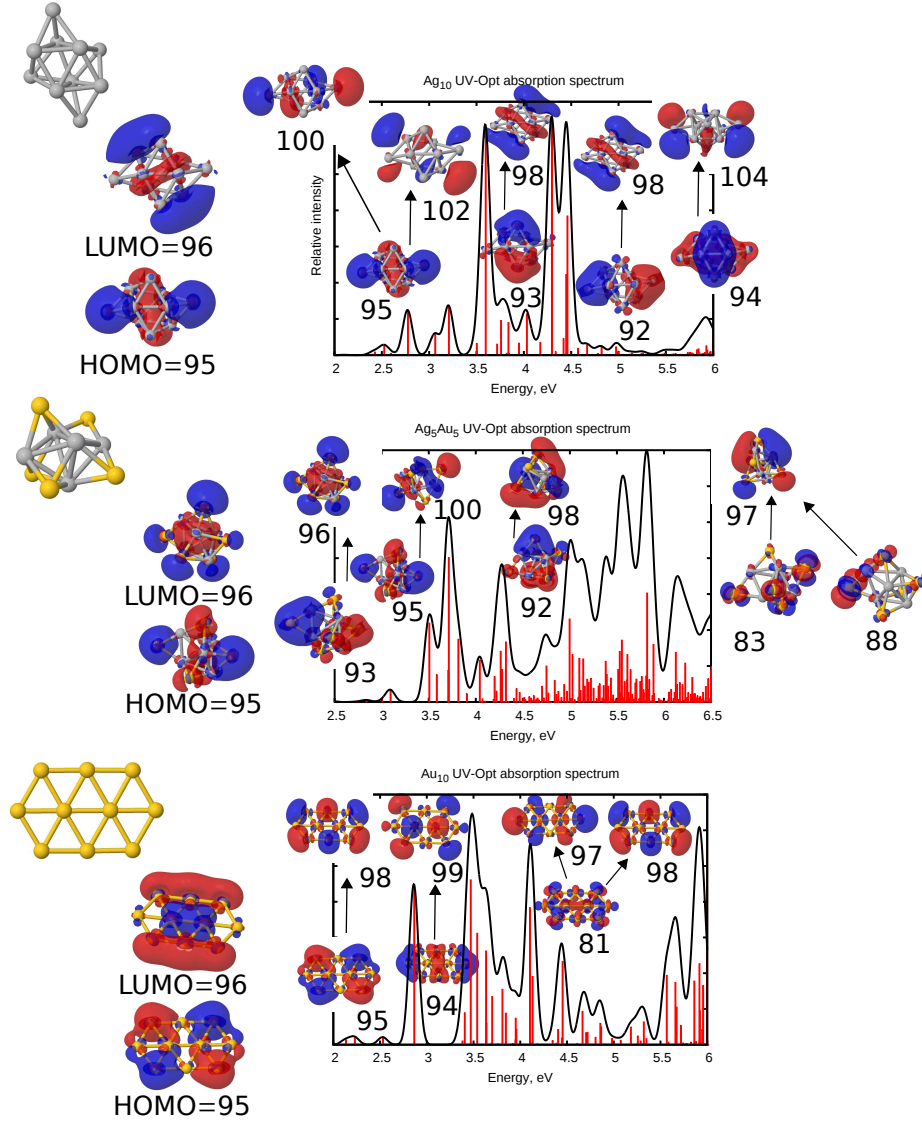 Ag10 UV-Opt absorption spectrum
100
102
98
98
104
95
93
92
94
LUMO=96
HOMO=95
Relative intensity
2 2.5 3 3.5 4 4.5 5 5.5 6
Energy, eV
Ag5Au5 UV-Opt absorption spectrum
96
100
98
97
95
92
93
83
88
LUMO=96
HOMO=95
2.5 3 3.5 4 4.5 5 5.5 6 6.5
Energy, eV
Au10 UV-Opt absorption spectrum
98
99
97
98
95
94
81
LUMO=96
HOMO=95
2 2.5 3 3.5 4 4.5 5 5.5 6
Energy, eV